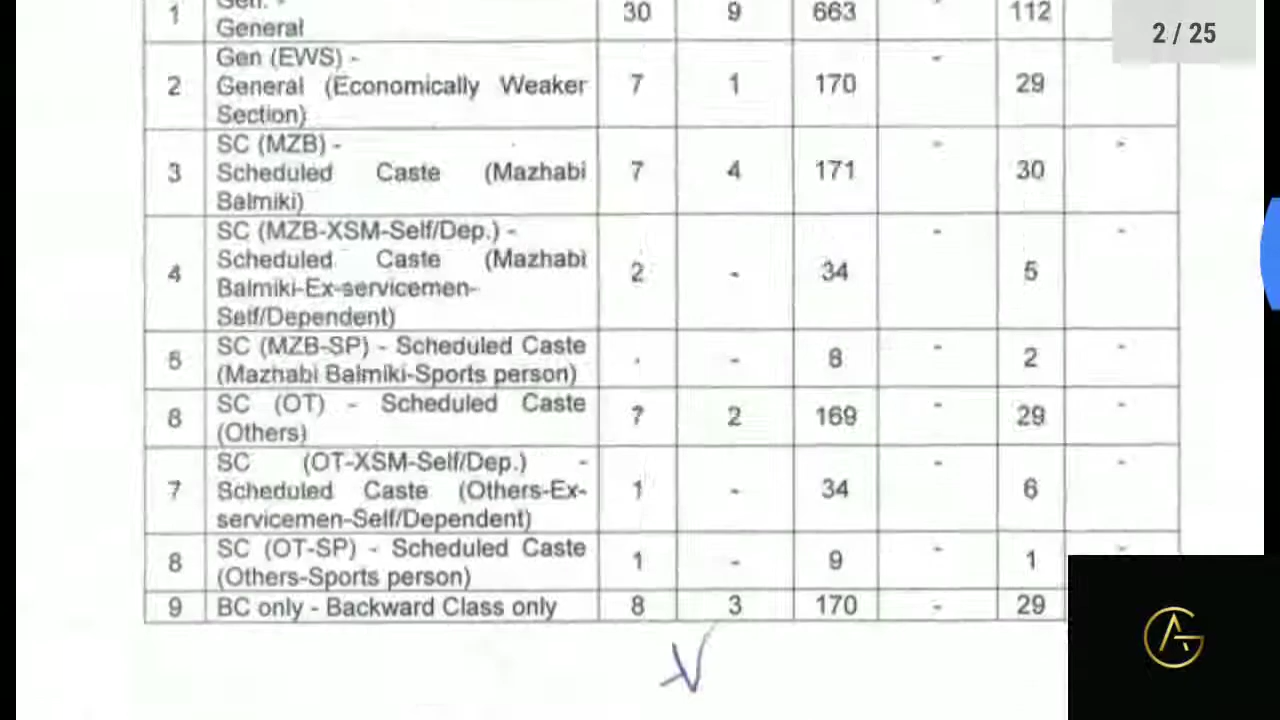 2 / 25
1 Gen. - General 30 9 663 - 112
2 Gen (EWS) - General (Economically Weaker Section) 7 1 170 - 29
3 SC (MZB) - Scheduled Caste (Mazhabi Balmiki) 7 4 171 - 30 -
4 SC (MZB-XSM-Self/Dep.) - Scheduled Caste (Mazhabi Balmiki-Ex-servicemen-Self/Dependent) 2 - 34 - 5 -
5 SC (MZB-SP) - Scheduled Caste (Mazhabi Balmiki-Sports person) - - 8 - 2 -
6 SC (OT) - Scheduled Caste (Others) 7 2 169 - 29 -
7 SC (OT-XSM-Self/Dep.) - Scheduled Caste (Others-Ex-servicemen-Self/Dependent) 1 - 34 - 6 -
8 SC (OT-SP) - Scheduled Caste (Others-Sports person) 1 - 9 - 1 -
9 BC only - Backward Class only 8 3 170 - 29